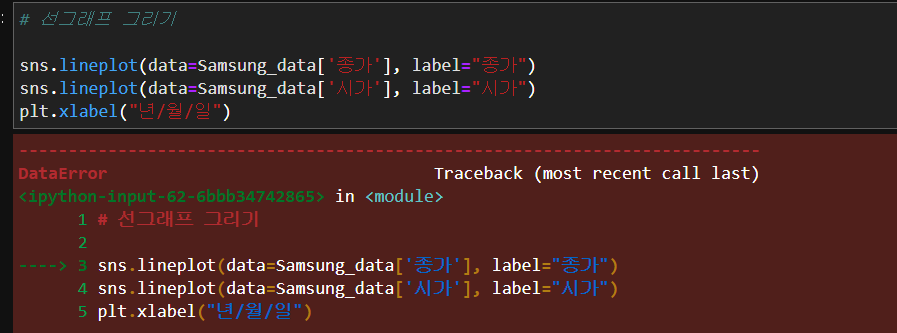 :
# 선그래프 그리기
sns.lineplot(data=Samsung_data['종가'], label="종가")
sns.lineplot(data=Samsung_data['시가'], label="시가")
plt.xlabel("년/월/일")
---------------------------------------------------------------------------
DataError Traceback (most recent call last)
<ipython-input-62-6bbb34742865> in <module>
1 # 선그래프 그리기
2
----> 3 sns.lineplot(data=Samsung_data['종가'], label="종가")
4 sns.lineplot(data=Samsung_data['시가'], label="시가")
5 plt.xlabel("년/월/일")